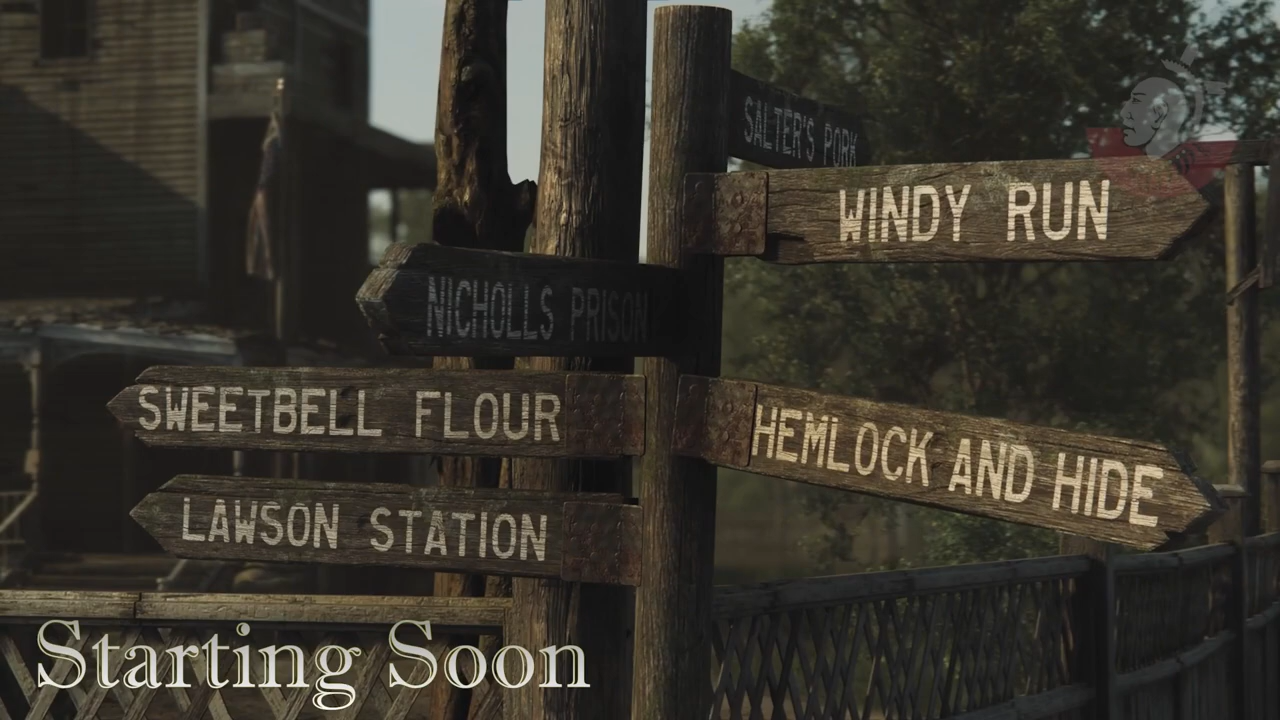 SALTER'S PORK
WINDY RUN
NICHOLLS PRISON
SWEETBELL FLOUR
HEMLOCK AND HIDE
LAWSON STATION
Starting Soon